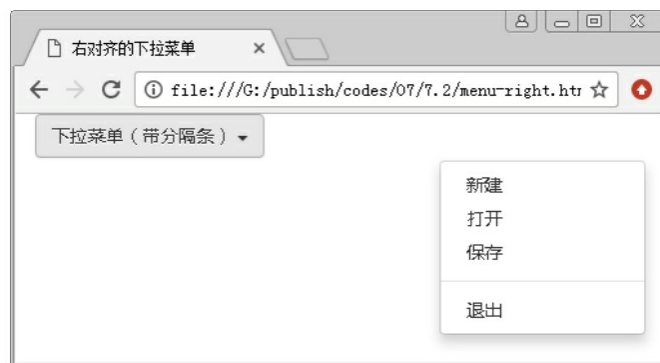 右对齐的下拉菜单
file:///G:/publish/codes/07/7.2/menu-right.htr
下拉菜单（带分隔条）
新建
打开
保存
退出